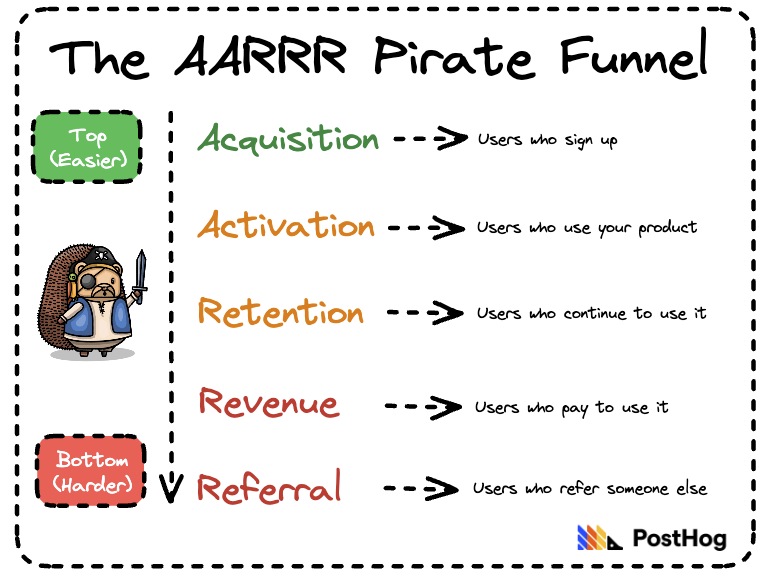 The AARRR Pirate Funnel
Top
(Easier)
Acquisition
Users who sign up
Activation
Users who use your product
Retention
Users who continue to use it
Revenue
Users who pay to use it
Bottom
(Harder)
Referral
Users who refer someone else
PostHog